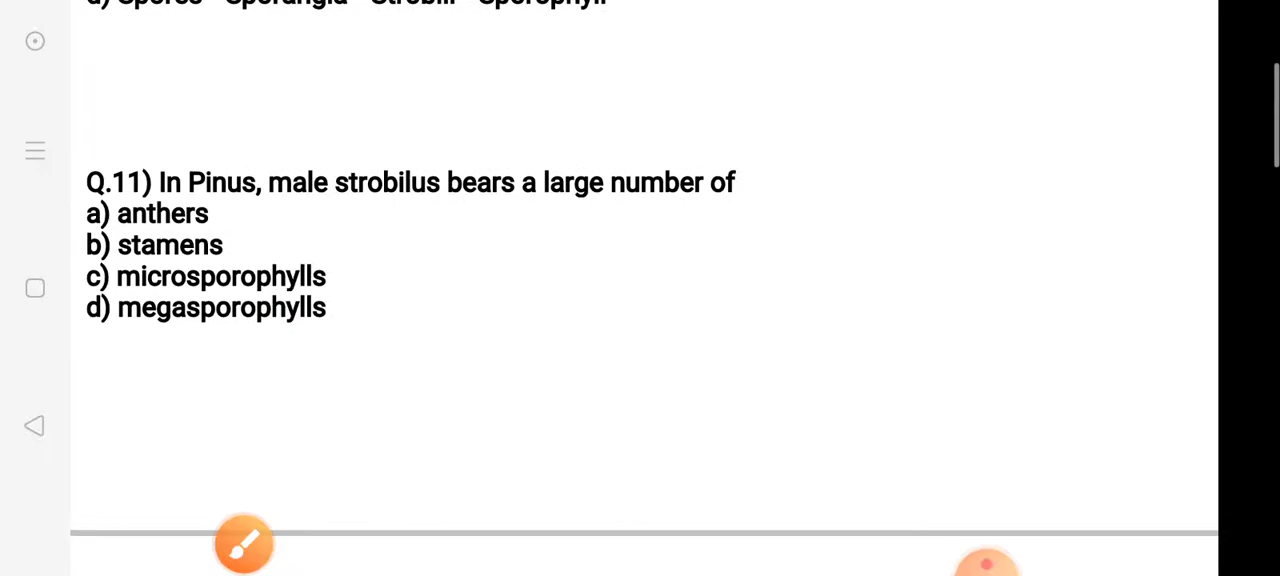 Q.11) In Pinus, male strobilus bears a large number of
a) anthers
b) stamens
c) microsporophylls
d) megasporophylls